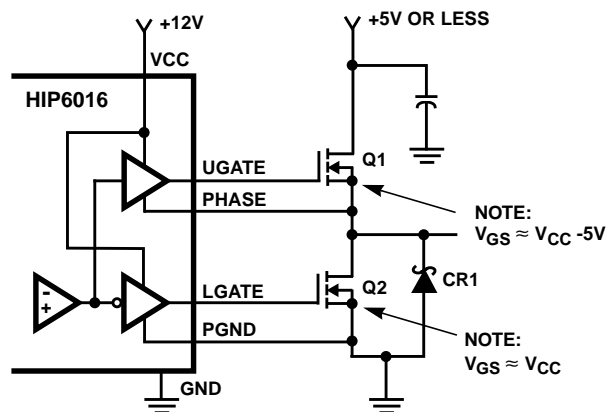 +12V
+5V OR LESS
VCC
HIP6016
Q1
UGATE
PHASE
NOTE:
VGS ≈ VCC -5V
Q2
CR1
LGATE
PGND
NOTE:
VGS ≈ VCC
GND
-
+